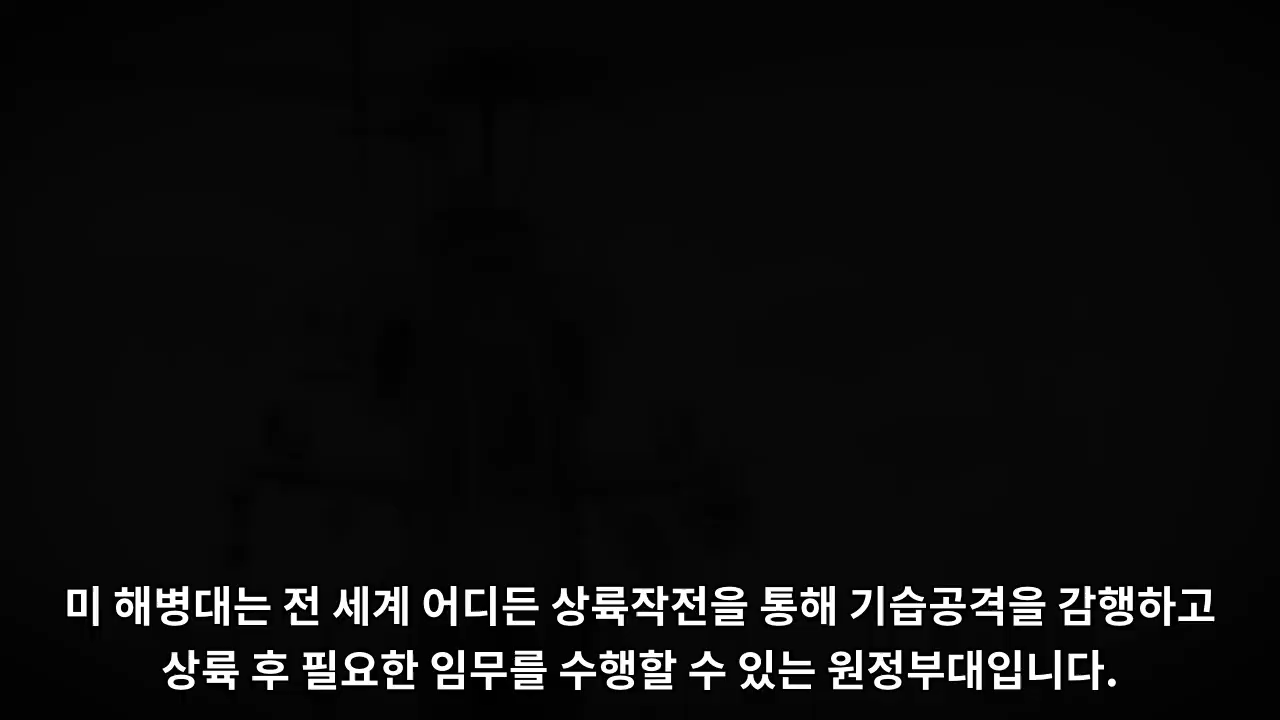 미 해병대는 전 세계 어디든 상륙작전을 통해 기습공격을 감행하고
상륙 후 필요한 임무를 수행할 수 있는 원정부대입니다.